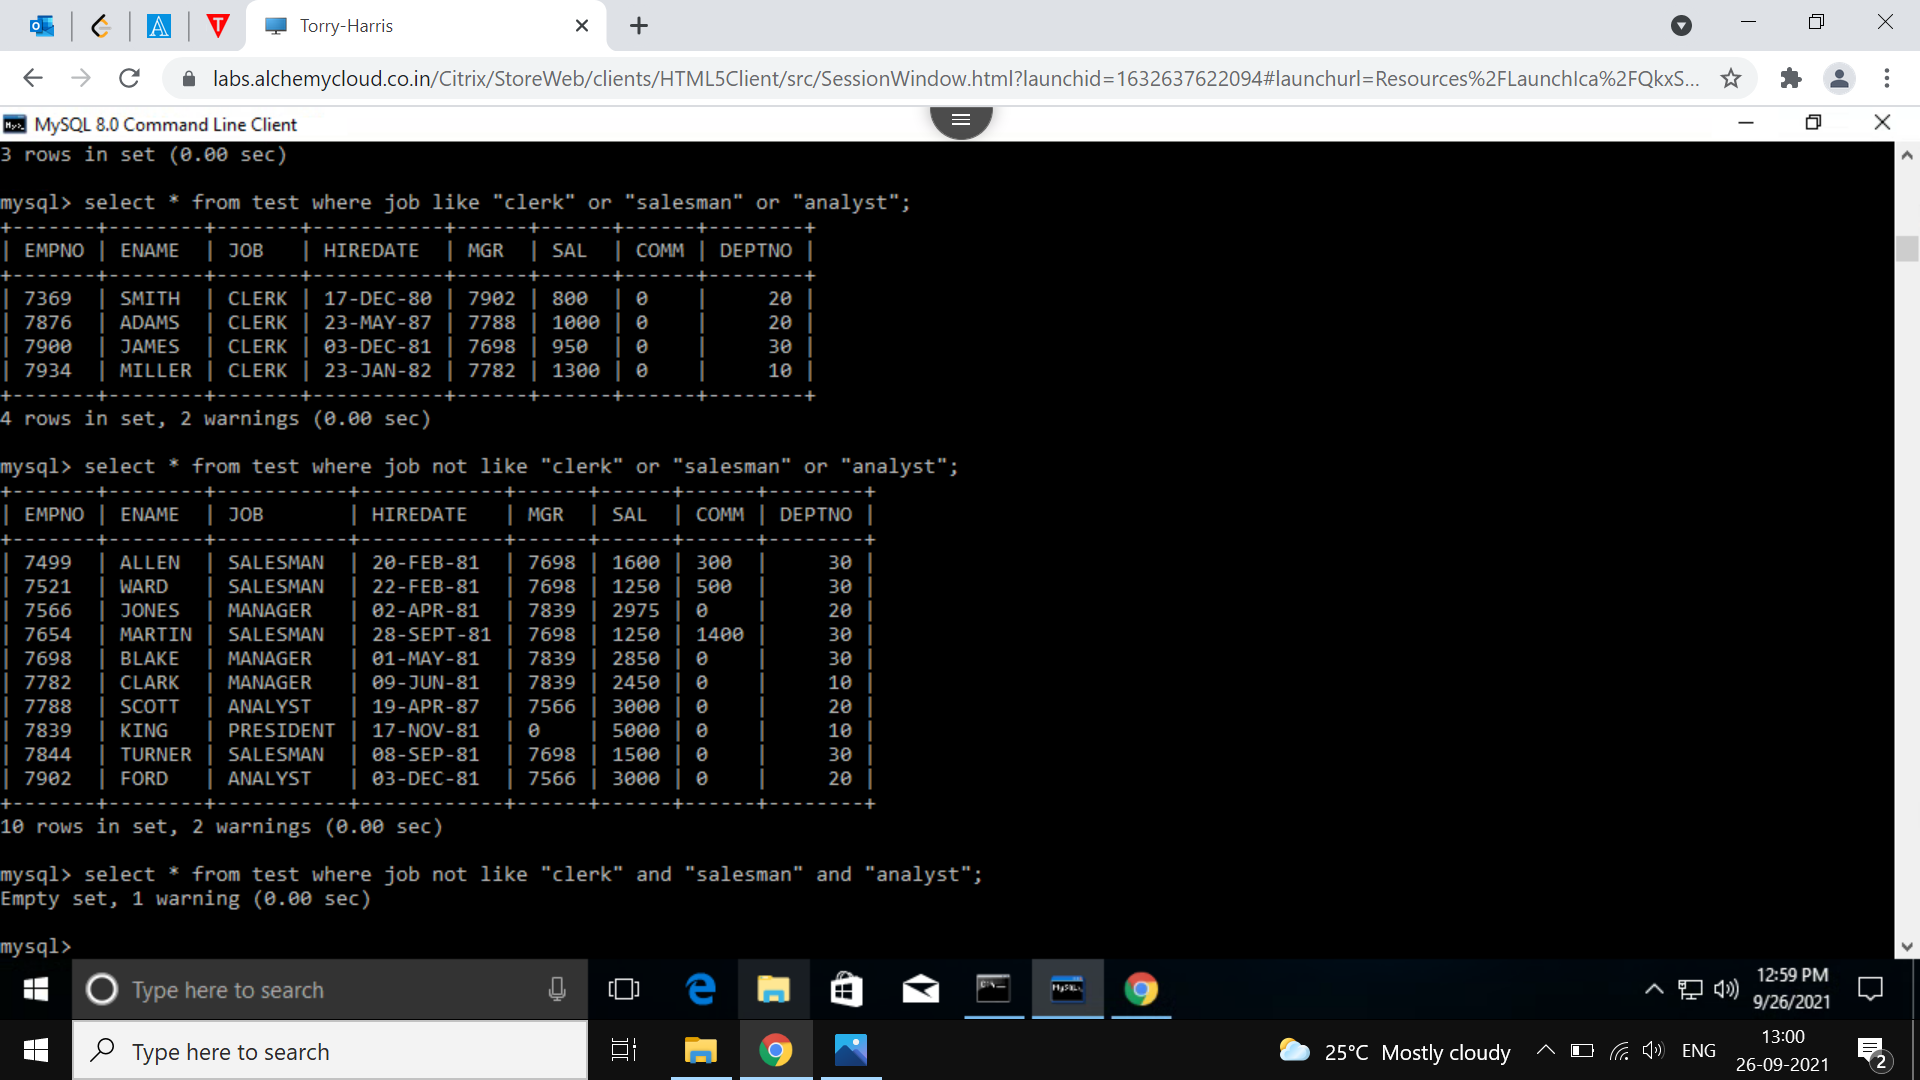 Torry-Harris
labs.alchemycloud.co.in/Citrix/StoreWeb/clients/HTML5Client/src/SessionWindow.html?launchid=1632637622094#launchurl=Resources%2FLaunchIca%2FQkxS...
MySQL 8.0 Command Line Client
3 rows in set (0.00 sec)
mysql> select * from test where job like "clerk" or "salesman" or "analyst";
+-------+--------+-------+-----------+------+------+------+--------+
| EMPNO | ENAME  | JOB   | HIREDATE  | MGR  | SAL  | COMM | DEPTNO |
+-------+--------+-------+-----------+------+------+------+--------+
| 7369  | SMITH  | CLERK | 17-DEC-80 | 7902 | 800  | 0    |     20 |
| 7876  | ADAMS  | CLERK | 23-MAY-87 | 7788 | 1000 | 0    |     20 |
| 7900  | JAMES  | CLERK | 03-DEC-81 | 7698 | 950  | 0    |     30 |
| 7934  | MILLER | CLERK | 23-JAN-82 | 7782 | 1300 | 0    |     10 |
+-------+--------+-------+-----------+------+------+------+--------+
4 rows in set, 2 warnings (0.00 sec)
mysql> select * from test where job not like "clerk" or "salesman" or "analyst";
+-------+--------+-----------+------------+------+------+------+--------+
| EMPNO | ENAME  | JOB       | HIREDATE   | MGR  | SAL  | COMM | DEPTNO |
+-------+--------+-----------+------------+------+------+------+--------+
| 7499  | ALLEN  | SALESMAN  | 20-FEB-81  | 7698 | 1600 | 300  |     30 |
| 7521  | WARD   | SALESMAN  | 22-FEB-81  | 7698 | 1250 | 500  |     30 |
| 7566  | JONES  | MANAGER   | 02-APR-81  | 7839 | 2975 | 0    |     20 |
| 7654  | MARTIN | SALESMAN  | 28-SEPT-81 | 7698 | 1250 | 1400 |     30 |
| 7698  | BLAKE  | MANAGER   | 01-MAY-81  | 7839 | 2850 | 0    |     30 |
| 7782  | CLARK  | MANAGER   | 09-JUN-81  | 7839 | 2450 | 0    |     10 |
| 7788  | SCOTT  | ANALYST   | 19-APR-87  | 7566 | 3000 | 0    |     20 |
| 7839  | KING   | PRESIDENT | 17-NOV-81  | 0    | 5000 | 0    |     10 |
| 7844  | TURNER | SALESMAN  | 08-SEP-81  | 7698 | 1500 | 0    |     30 |
| 7902  | FORD   | ANALYST   | 03-DEC-81  | 7566 | 3000 | 0    |     20 |
+-------+--------+-----------+------------+------+------+------+--------+
10 rows in set, 2 warnings (0.00 sec)
mysql> select * from test where job not like "clerk" and "salesman" and "analyst";
Empty set, 1 warning (0.00 sec)
mysql>
Type here to search
12:59 PM
9/26/2021
Type here to search
25°C Mostly cloudy
ENG
13:00
26-09-2021
2